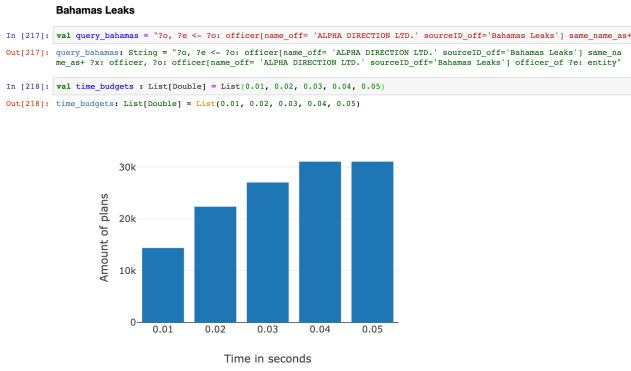 Bahamas Leaks
In [217]: val query_bahamas = "?o, ?e <- ?o: officer[name_off= 'ALPHA DIRECTION LTD.' sourceID_off='Bahamas Leaks'] same_name_as+
Out[217]: query_bahamas: String = "?o, ?e <- ?o: officer[name_off= 'ALPHA DIRECTION LTD.' sourceID_off='Bahamas Leaks'] same_na
me_as+ ?x: officer, ?o: officer[name_off= 'ALPHA DIRECTION LTD.' sourceID_off='Bahamas Leaks'] officer_of ?e: entity"
In [218]: val time_budgets : List[Double] = List(0.01, 0.02, 0.03, 0.04, 0.05)
Out[218]: time_budgets: List[Double] = List(0.01, 0.02, 0.03, 0.04, 0.05)
30k
20k
10k
0
Amount of plans
0.01 0.02 0.03 0.04 0.05
Time in seconds